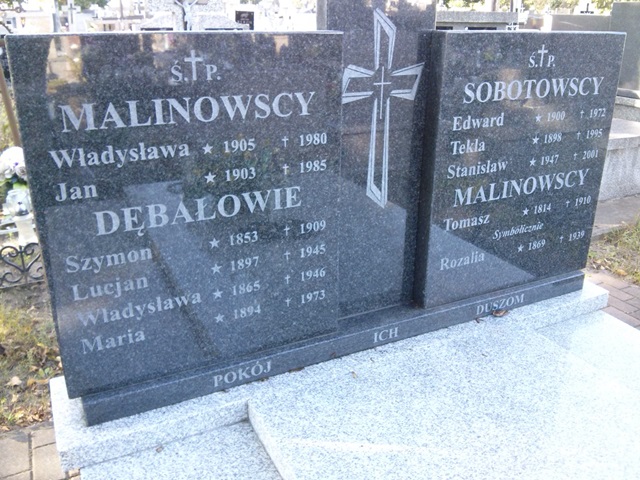 Ś. † P.
MALINOWSCY
Władysława ★ 1905 † 1980
Jan ★ 1903 † 1985
DĘBAŁOWIE
Szymon ★ 1853 † 1909
Lucjan ★ 1897 † 1945
Władysława ★ 1865 † 1946
Maria ★ 1894 † 1973
Ś. † P.
SOBOTOWSCY
Edward ★ 1900 † 1972
Tekla ★ 1898 † 1995
Stanisław ★ 1947 † 2001
MALINOWSCY
Tomasz ★ 1814 † 1910
Symbolicznie
Rozalia ★ 1869 † 1939
POKÓJ ICH DUSZOM